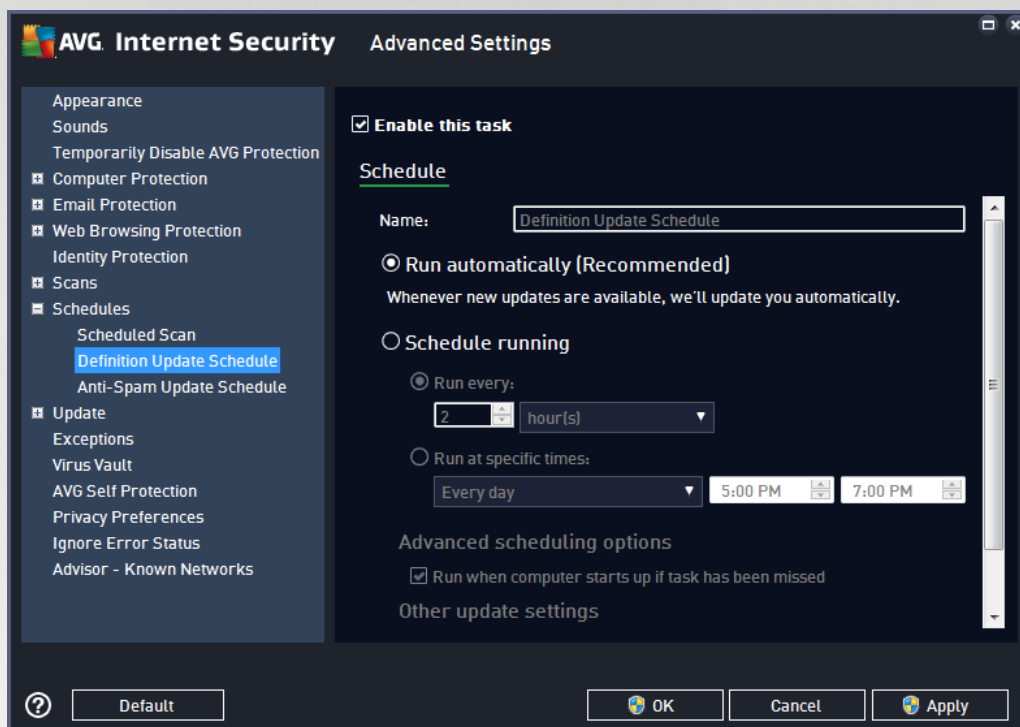 AVG Internet Security Advanced Settings
Appearance
Sounds
Temporarily Disable AVG Protection
Computer Protection
Email Protection
Web Browsing Protection
Identity Protection
Scans
Schedules
Scheduled Scan
Definition Update Schedule
Anti-Spam Update Schedule
Update
Exceptions
Virus Vault
AVG Self Protection
Privacy Preferences
Ignore Error Status
Advisor - Known Networks
Enable this task
Schedule
Name: Definition Update Schedule
Run automatically (Recommended)
Whenever new updates are available, we'll update you automatically.
Schedule running
Run every:
2 hour(s)
Run at specific times:
Every day 5:00 PM 7:00 PM
Advanced scheduling options
Run when computer starts up if task has been missed
Other update settings
? Default OK Cancel Apply